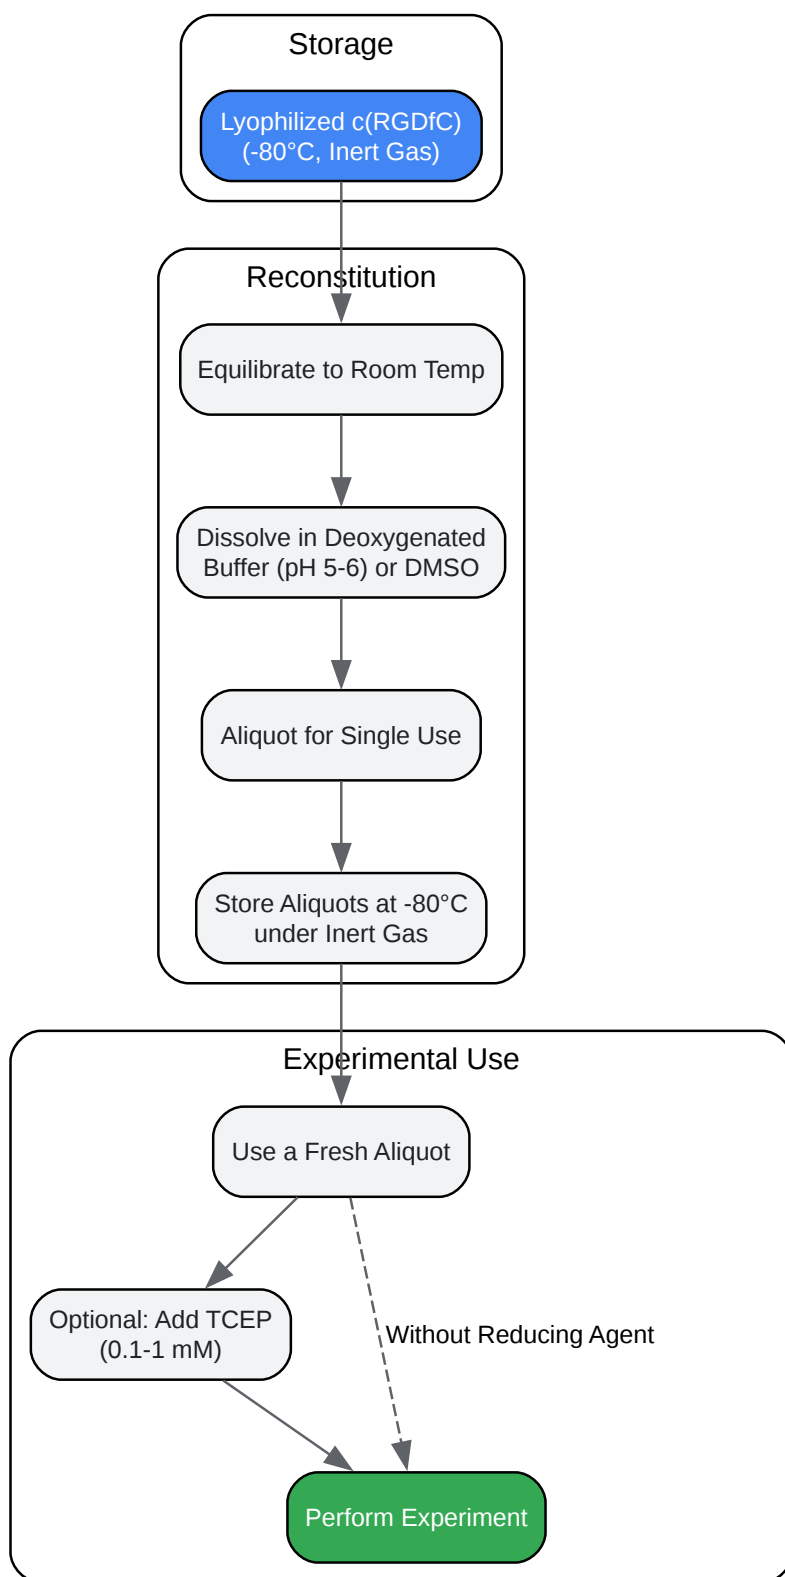 Storage
Lyophilized c(RGDfC)
(-80°C, Inert Gas)
Reconstitution
Equilibrate to Room Temp
Dissolve in Deoxygenated
Buffer (pH 5-6) or DMSO
Aliquot for Single Use
Store Aliquots at -80°C
under Inert Gas
Experimental Use
Use a Fresh Aliquot
Optional: Add TCEP
(0.1-1 mM)
Without Reducing Agent
Perform Experiment